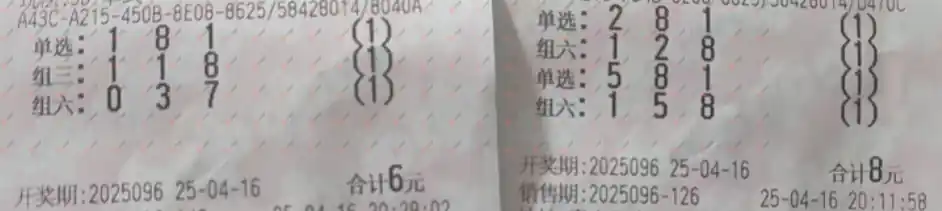 A43C-A215-450B-8E08-8625/58428014/8040A
单选: 1 8 1 (1)
组三: 1 1 8 (1)
组六: 0 3 7 (1)
合计6元
开奖期:2025096 25-04-16
单选: 2 8 1 (1)
组六: 1 2 8 (1)
单选: 5 8 1 (1)
组六: 1 5 8 (1)
开奖期:2025096 25-04-16 合计8元
销售期:2025096-126 25-04-16 20:11:58